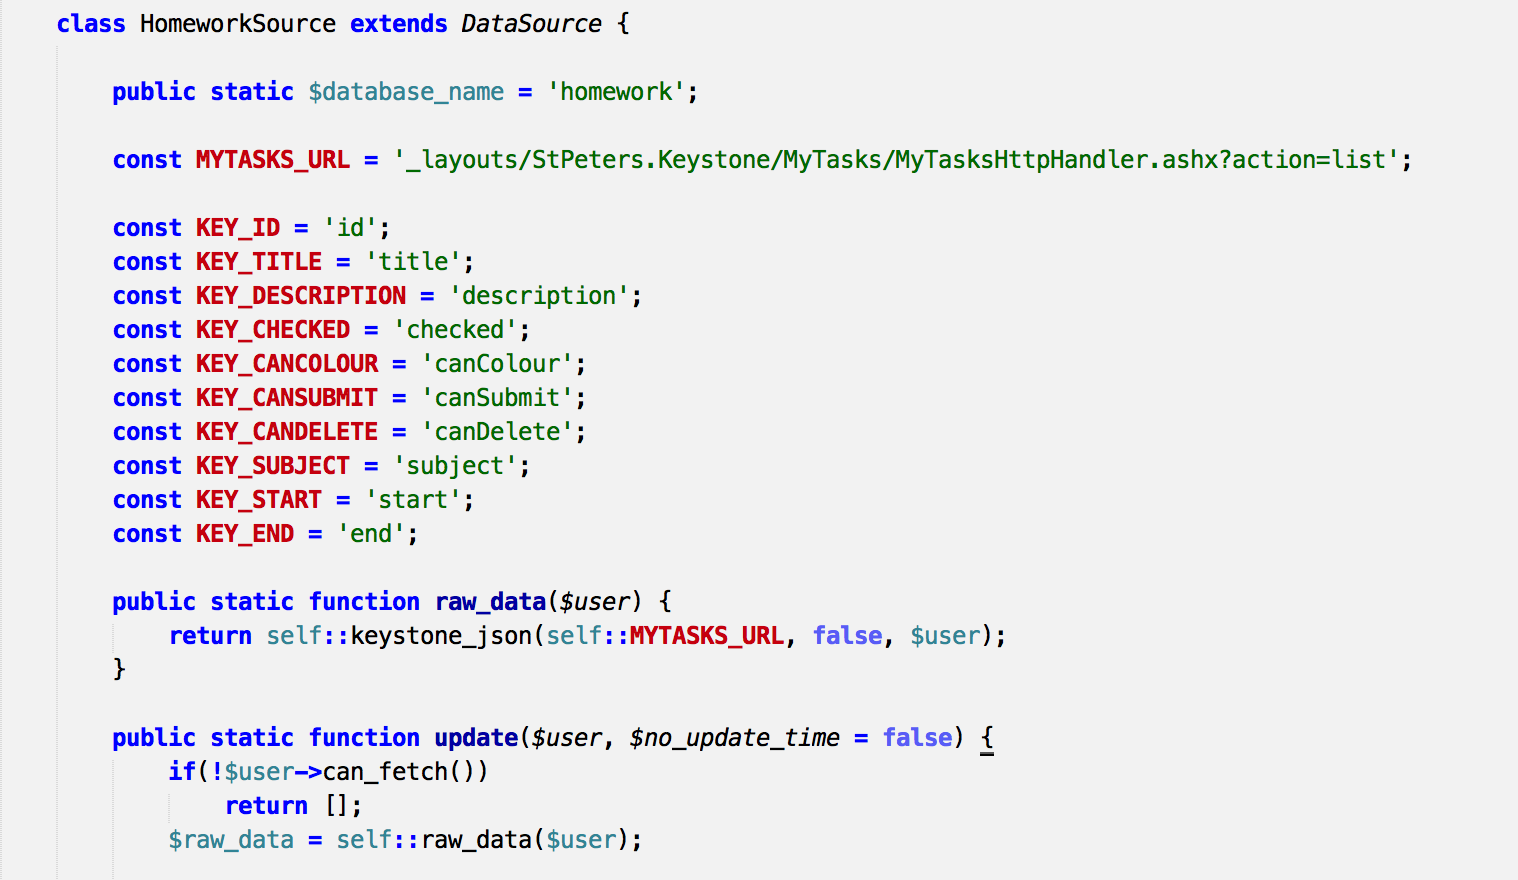 class HomeworkSource extends DataSource {
public static $database_name = 'homework';
const MYTASKS_URL = '_layouts/StPeters.Keystone/MyTasks/MyTasksHttpHandler.ashx?action=list';
const KEY_ID = 'id';
const KEY_TITLE = 'title';
const KEY_DESCRIPTION = 'description';
const KEY_CHECKED = 'checked';
const KEY_CANCOLOUR = 'canColour';
const KEY_CANSUBMIT = 'canSubmit';
const KEY_CANDELETE = 'canDelete';
const KEY_SUBJECT = 'subject';
const KEY_START = 'start';
const KEY_END = 'end';
public static function raw_data($user) {
return self::keystone_json(self::MYTASKS_URL, false, $user);
}
public static function update($user, $no_update_time = false) {
if(!$user->can_fetch())
return [];
$raw_data = self::raw_data($user);